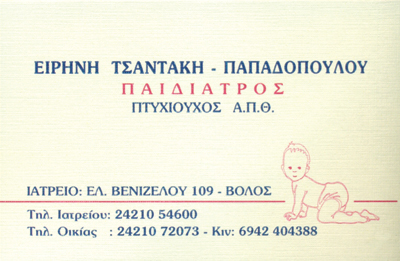 ΕΙΡΗΝΗ ΤΣΑΝΤΑΚΗ - ΠΑΠΑΔΟΠΟΥΛΟΥ
ΠΑΙΔΙΑΤΡΟΣ
ΠΤΥΧΙΟΥΧΟΣ Α.Π.Θ.
ΙΑΤΡΕΙΟ: ΕΛ. ΒΕΝΙΖΕΛΟΥ 109 - ΒΟΛΟΣ
Τηλ. Ιατρείου: 24210 54600
Τηλ. Οικίας : 24210 72073 - Κιν: 6942 404388